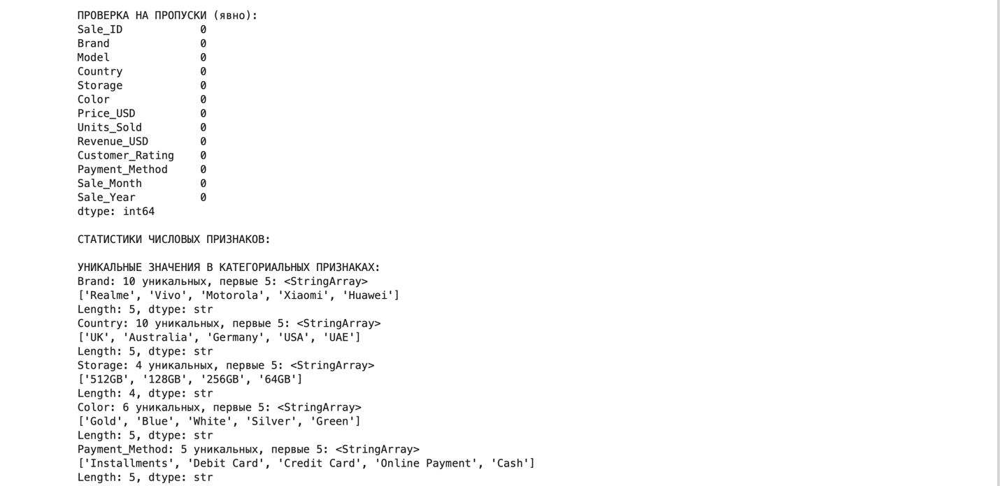 ПРОВЕРКА НА ПРОПУСКИ (явно):
Sale_ID 0
Brand 0
Model 0
Country 0
Storage 0
Color 0
Price_USD 0
Units_Sold 0
Revenue_USD 0
Customer_Rating 0
Payment_Method 0
Sale_Month 0
Sale_Year 0
dtype: int64
СТАТИСТИКИ ЧИСЛОВЫХ ПРИЗНАКОВ:
УНИКАЛЬНЫЕ ЗНАЧЕНИЯ В КАТЕГОРИАЛЬНЫХ ПРИЗНАКАХ:
Brand: 10 уникальных, первые 5: <StringArray>
['Realme', 'Vivo', 'Motorola', 'Xiaomi', 'Huawei']
Length: 5, dtype: str
Country: 10 уникальных, первые 5: <StringArray>
['UK', 'Australia', 'Germany', 'USA', 'UAE']
Length: 5, dtype: str
Storage: 4 уникальных, первые 5: <StringArray>
['512GB', '128GB', '256GB', '64GB']
Length: 4, dtype: str
Color: 6 уникальных, первые 5: <StringArray>
['Gold', 'Blue', 'White', 'Silver', 'Green']
Length: 5, dtype: str
Payment_Method: 5 уникальных, первые 5: <StringArray>
['Installments', 'Debit Card', 'Credit Card', 'Online Payment', 'Cash']
Length: 5, dtype: str